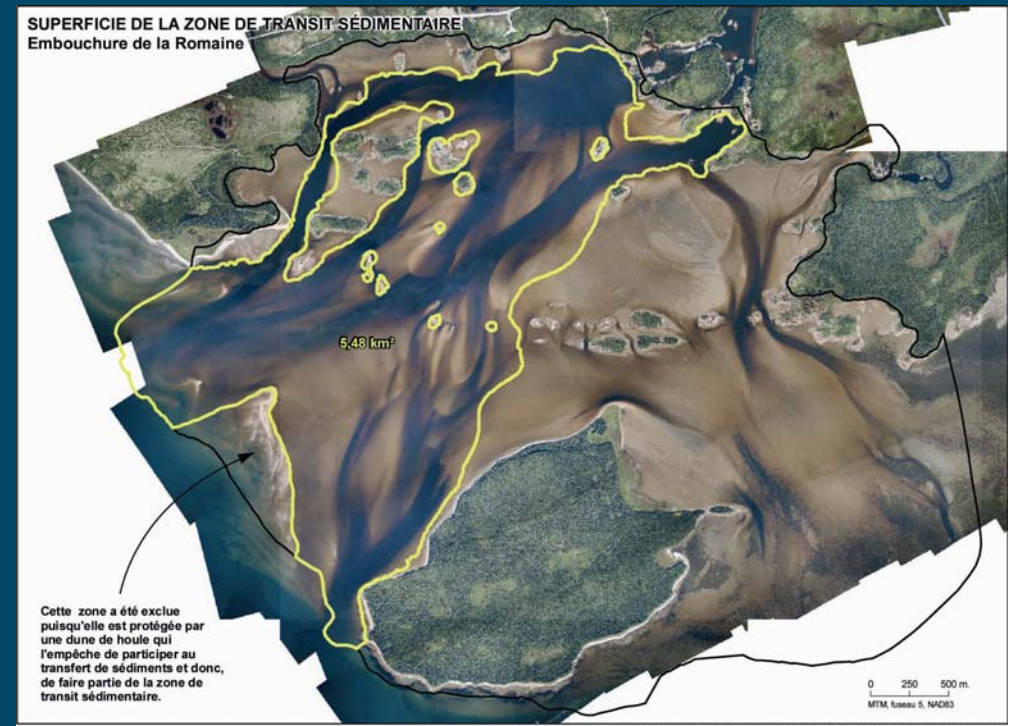 SUPERFICIE DE LA ZONE DE TRANSIT SÉDIMENTAIRE
Embouchure de la Romaine
5,48 km²
Cette zone a été exclue
puisqu'elle est protégée par
une dune de houle qui
l'empêche de participer au
transfert de sédiments et donc,
de faire partie de la zone de
transit sédimentaire.
0 250 500 m.
MTM, fuseau 5, NAD83